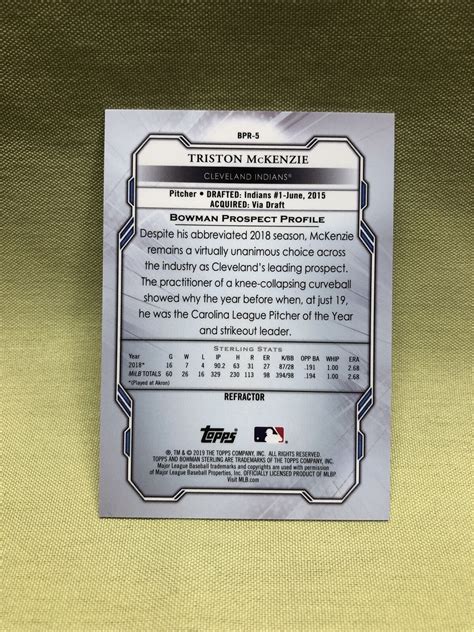 BPR-5
TRISTON McKENZIE
CLEVELAND INDIANS®
Pitcher • DRAFTED: Indians #1-June, 2015
ACQUIRED: Via Draft
BOWMAN PROSPECT PROFILE
Despite his abbreviated 2018 season, McKenzie
remains a virtually unanimous choice across
the industry as Cleveland's leading prospect.
The practitioner of a knee-collapsing curveball
showed why the year before when, at just 19,
he was the Carolina League Pitcher of the Year
and strikeout leader.
STERLING STATS
Year G W L IP H R ER K/BB OPP BA WHIP ERA
2018* 16 7 4 90.2 63 31 27 87/28 .191 1.00 2.68
MiLB TOTALS 60 26 16 329 230 113 98 386/98 .194 1.00 2.68
*(Played at Akron)
REFRACTOR
Topps
®, TM & © 2019 THE TOPPS COMPANY, INC. ALL RIGHTS RESERVED.
TOPPS AND BOWMAN STERLING ARE TRADEMARKS OF THE TOPPS COMPANY, INC.
Major League Baseball trademarks and copyrights are used with permission
of Major League Baseball Properties, Inc. OFFICIALLY LICENSED PRODUCT OF MLBP.
Visit MLB.com